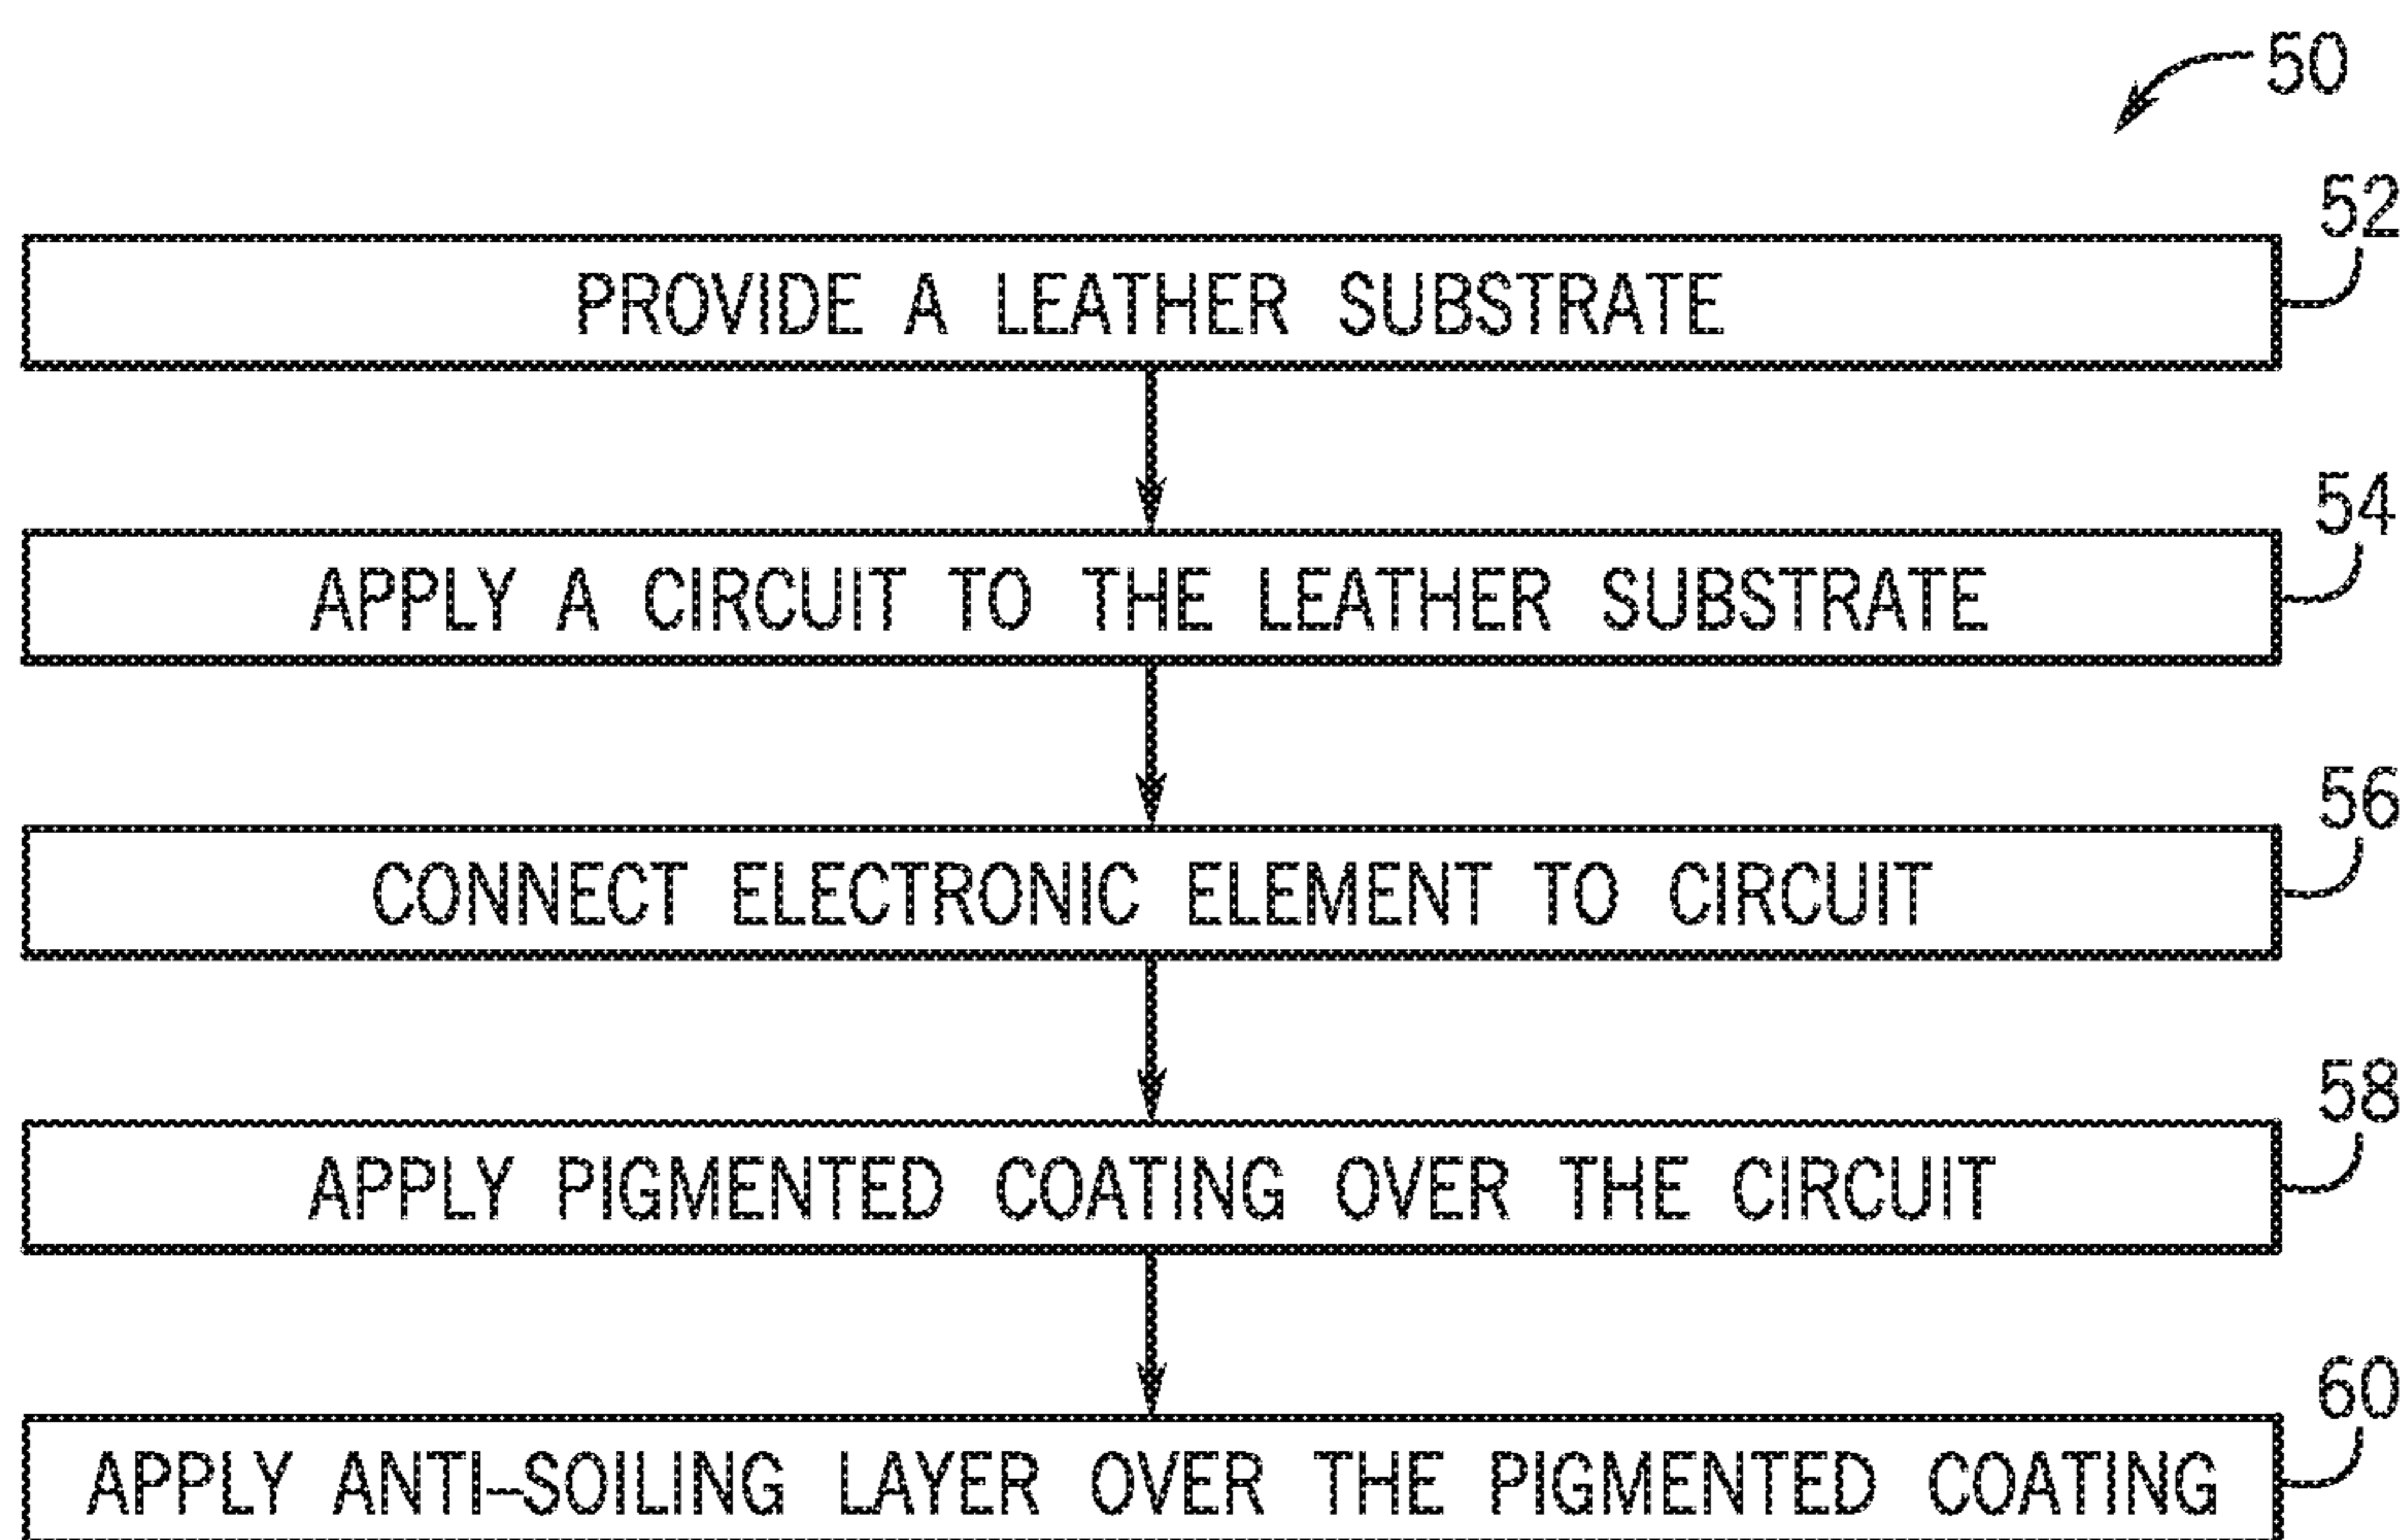 50
52
PROVIDE A LEATHER SUBSTRATE
54
APPLY A CIRCUIT TO THE LEATHER SUBSTRATE
56
CONNECT ELECTRONIC ELEMENT TO CIRCUIT
58
APPLY PIGMENTED COATING OVER THE CIRCUIT
60
APPLY ANTI-SOILING LAYER OVER THE PIGMENTED COATING